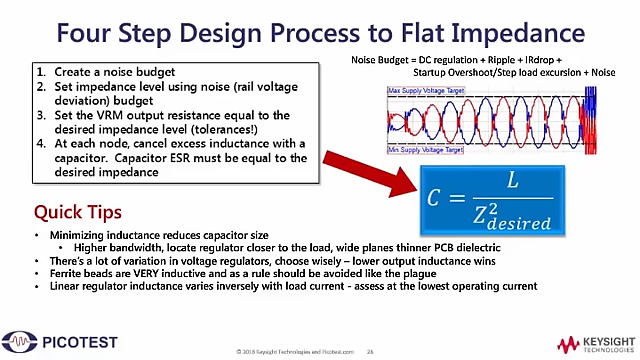 Four Step Design Process to Flat Impedance
1. Create a noise budget
2. Set impedance level using noise (rail voltage
deviation) budget
3. Set the VRM output resistance equal to the
desired impedance level (tolerances!)
4. At each node, cancel excess inductance with a
capacitor. Capacitor ESR must be equal to the
desired impedance
Noise Budget = DC regulation + Ripple + IRdrop +
Startup Overshoot/Step load excursion + Noise
Max Supply Voltage Target
Min Supply Voltage Target
C = L / Z²desired
Quick Tips
• Minimizing inductance reduces capacitor size
• Higher bandwidth, locate regulator closer to the load, wide planes thinner PCB dielectric
• There's a lot of variation in voltage regulators, choose wisely – lower output inductance wins
• Ferrite beads are VERY inductive and as a rule should be avoided like the plague
• Linear regulator inductance varies inversely with load current - assess at the lowest operating current
PICOTEST
© 2018 Keysight Technologies and Picotest.com
26
KEYSIGHT
TECHNOLOGIES